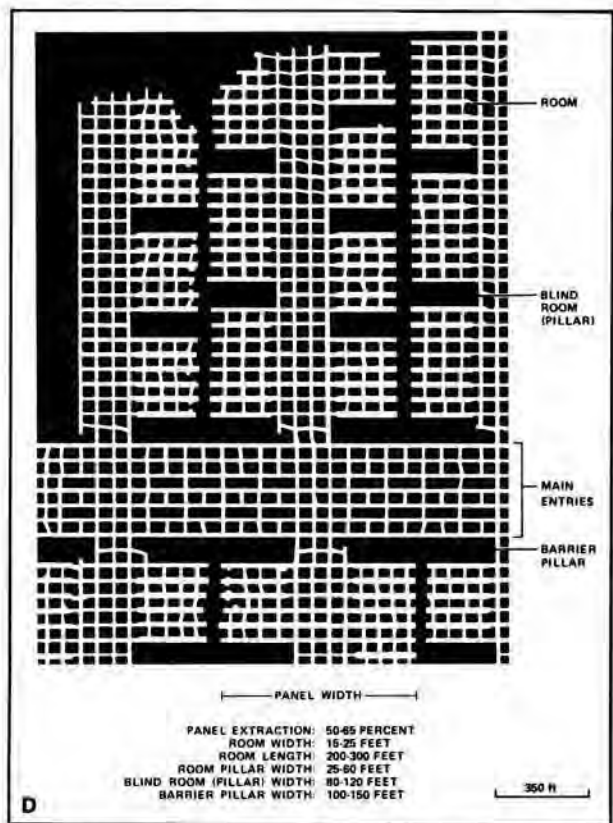 ROOM
BLIND
ROOM
(PILLAR)
MAIN
ENTRIES
BARRIER
PILLAR
PANEL WIDTH
PANEL EXTRACTION: 50-65 PERCENT
ROOM WIDTH: 15-25 FEET
ROOM LENGTH: 200-300 FEET
ROOM PILLAR WIDTH: 25-60 FEET
BLIND ROOM (PILLAR) WIDTH: 80-120 FEET
BARRIER PILLAR WIDTH: 100-150 FEET
D
350 ft